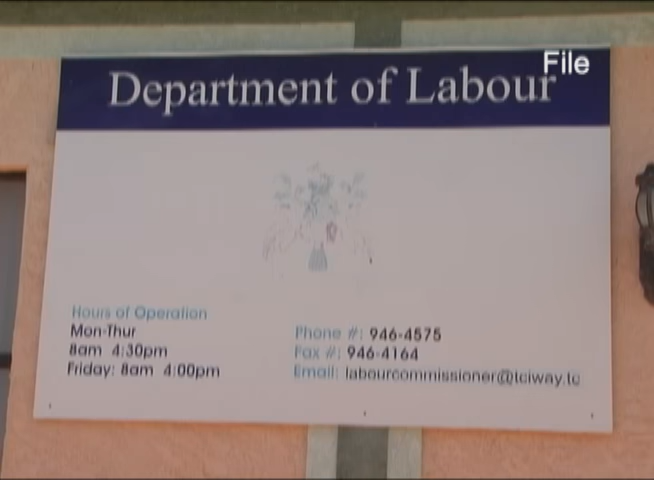 File
Department of Labour
Hours of Operation
Mon-Thur
8am 4:30pm
Friday: 8am 4:00pm
Phone #: 946-4575
Fax #: 946-4164
Email: labourcommissioner@tciway.tc